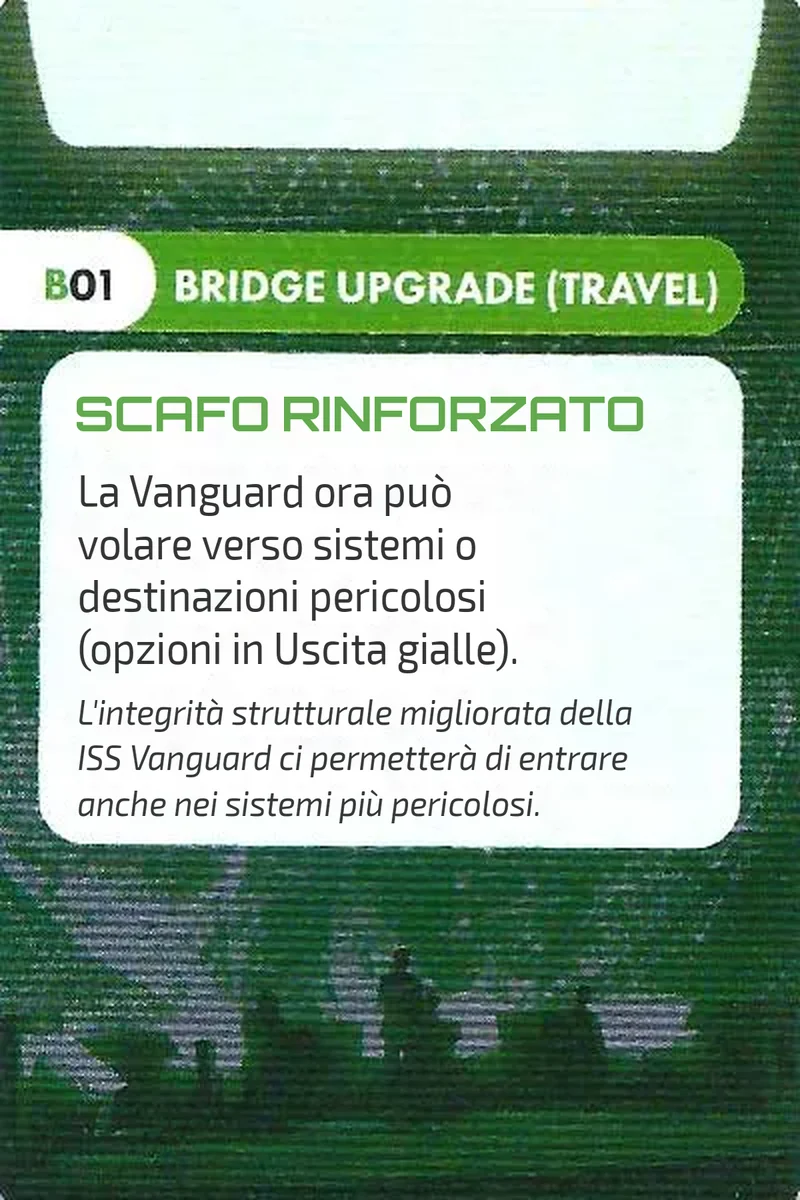 B01 BRIDGE UPGRADE (TRAVEL)
SCAFO RINFORZATO
La Vanguard ora può
volare verso sistemi o
destinazioni pericolosi
(opzioni in Uscita gialle).
L'integrità strutturale migliorata della
ISS Vanguard ci permetterà di entrare
anche nei sistemi più pericolosi.